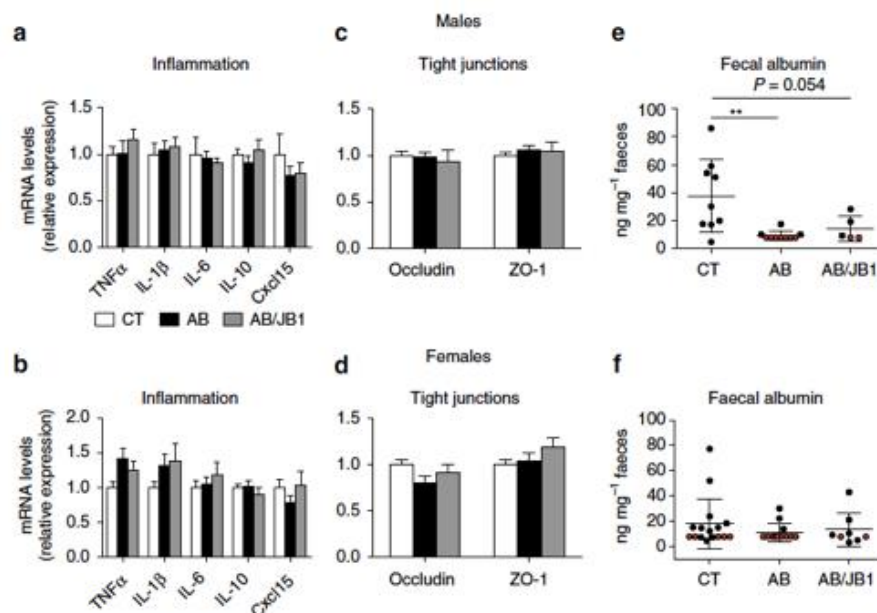 Males
a
Inflammation
mRNA levels
(relative expression)
1.5
1.0
0.5
0.0
TNFα
IL-1β
IL-6
IL-10
Cxcl15
CT
AB
AB/JB1
c
Tight junctions
1.5
1.0
0.5
0.0
Occludin
ZO-1
e
Fecal albumin
P = 0.054
**
ng mg⁻¹ faeces
100
80
60
40
20
0
CT
AB
AB/JB1
Females
b
Inflammation
mRNA levels
(relative expression)
2.0
1.5
1.0
0.5
0.0
TNFα
IL-1β
IL-6
IL-10
Cxcl15
d
Tight junctions
1.5
1.0
0.5
0.0
Occludin
ZO-1
f
Faecal albumin
ng mg⁻¹ faeces
100
80
60
40
20
0
CT
AB
AB/JB1